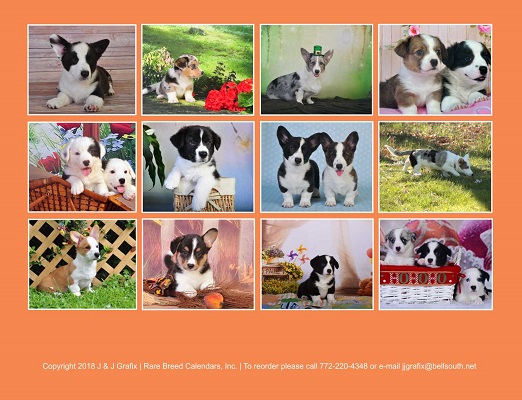 Copyright 2018 J & J Grafix | Rare Breed Calendars, Inc. | To reorder please call 772-220-4348 or e-mail jjgrafix@bellsouth.net